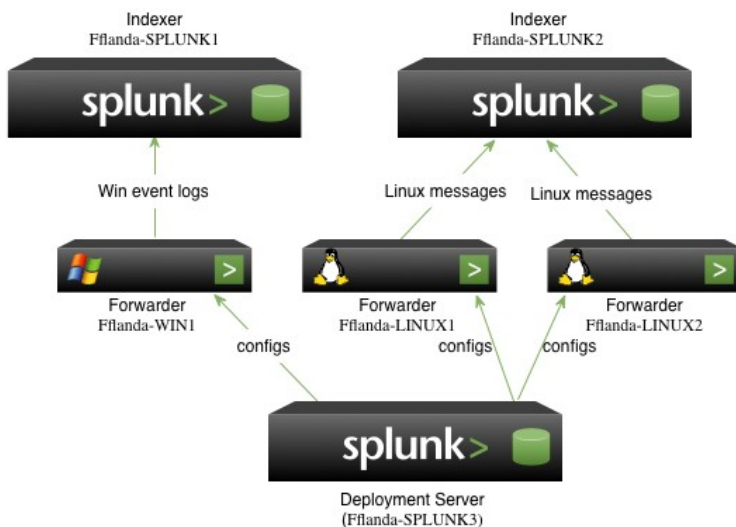 Indexer
Fflanda-SPLUNK1
Indexer
Fflanda-SPLUNK2
splunk>
splunk>
Win event logs
Linux messages
Linux messages
>
>
>
Forwarder
Fflanda-WIN1
Forwarder
Fflanda-LINUX1
Forwarder
Fflanda-LINUX2
configs
configs
configs
splunk>
Deployment Server
(Fflanda-SPLUNK3)